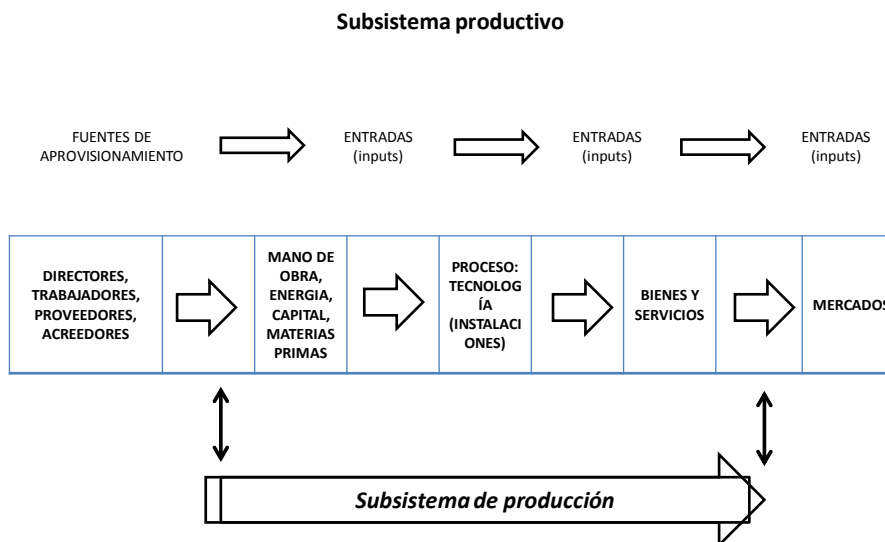 Subsistema productivo
FUENTES DE
APROVISIONAMIENTO
ENTRADAS
(inputs)
ENTRADAS
(inputs)
ENTRADAS
(inputs)
DIRECTORES,
TRABAJADORES,
PROVEEDORES,
ACREEDORES
MANO DE
OBRA,
ENERGIA,
CAPITAL,
MATERIAS
PRIMAS
PROCESO:
TECNOLOG
ÍA
(INSTALACI
ONES)
BIENES Y
SERVICIOS
MERCADOS
Subsistema de producción